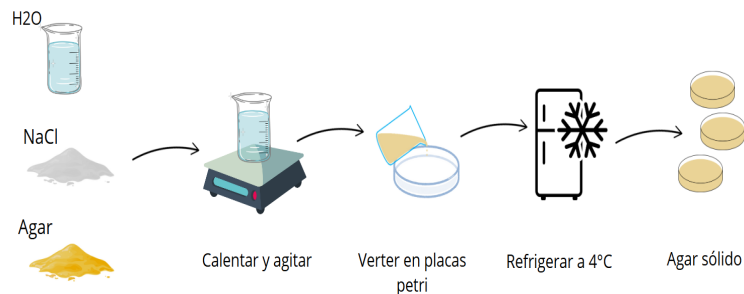 H2O
NaCl
Agar
Calentar y agitar
Verter en placas
petri
Refrigerar a 4°C
Agar sólido